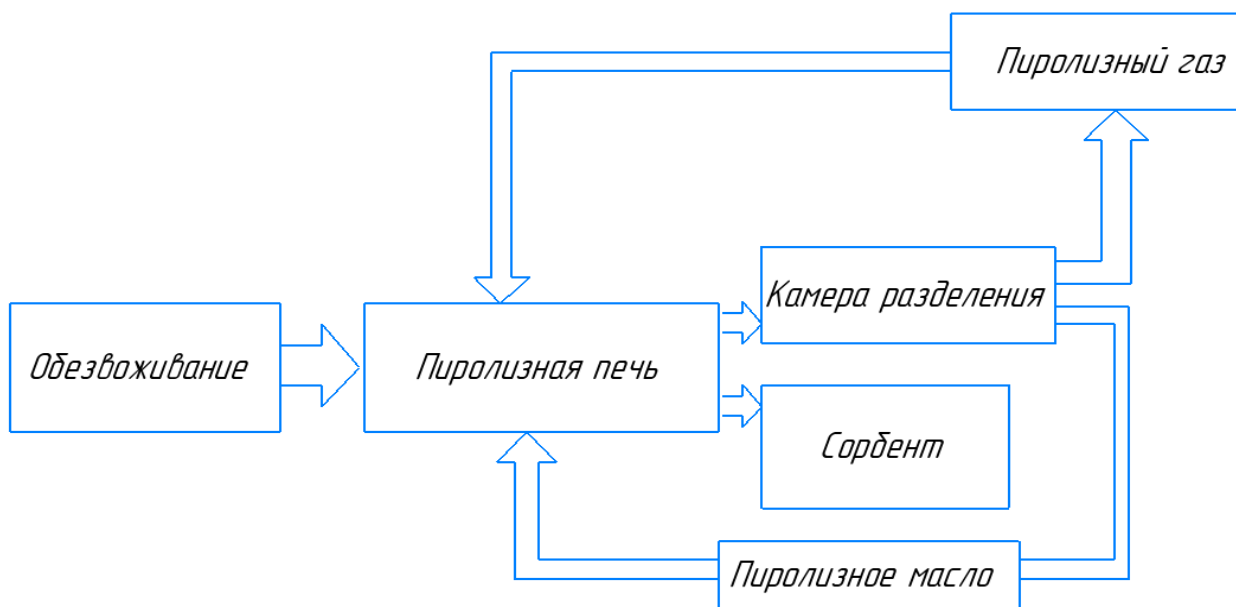 Пиролизный газ
Камера разделения
Обезвоживание
Пиролизная печь
Сорбент
Пиролизное масло